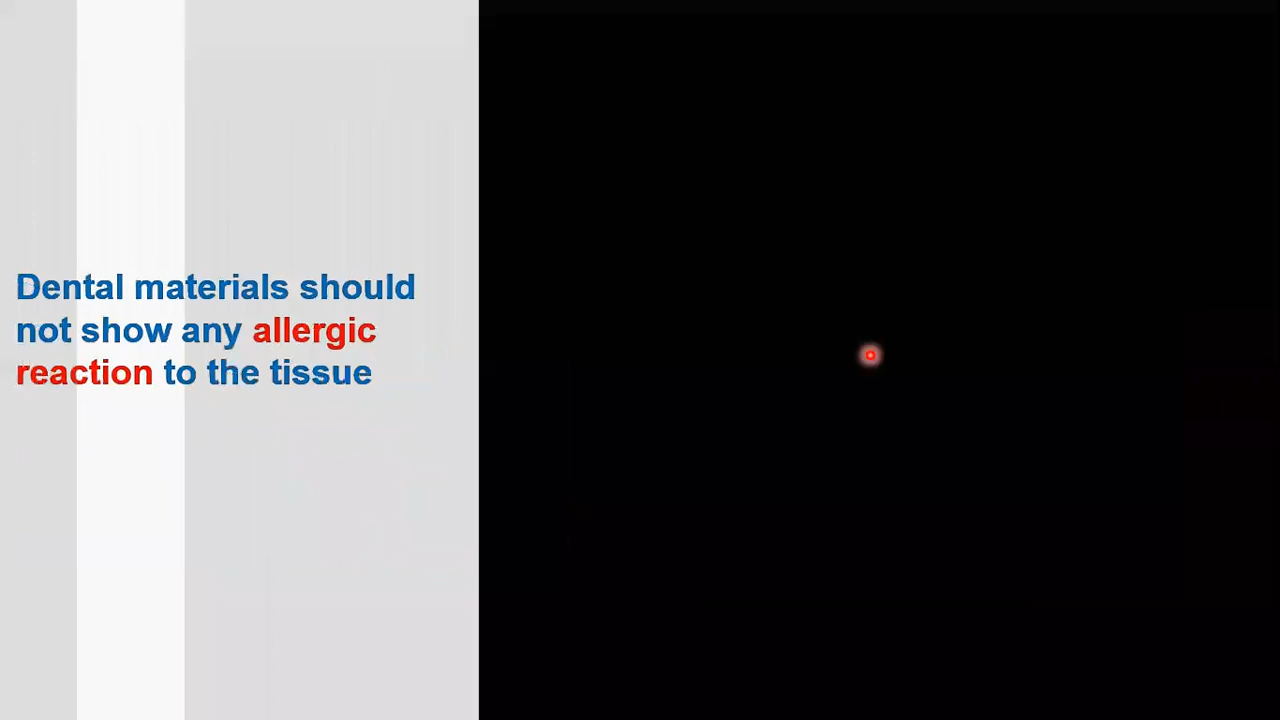 Dental materials should
not show any allergic
reaction to the tissue